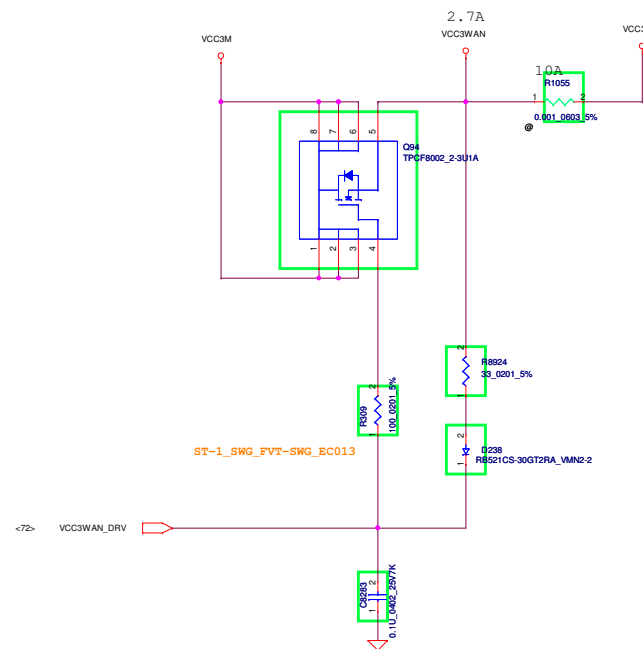 2.7A
VCC3M
VCC3WAN
VCC3
10A
R1055
1
2
0.001_0603_5%
@
8
7
6
5
Q94
TPCF8002_2-3U1A
1
2
3
4
2
R8924
33_0201_5%
1
2
R309
100_0201_5%
1
ST-1_SWG_FVT-SWG_EC013
2
D238
RB521CS-30GT2RA_VMN2-2
1
<72>
VCC3WAN_DRV
2
C8283
0.1U_0402_25V7K
1